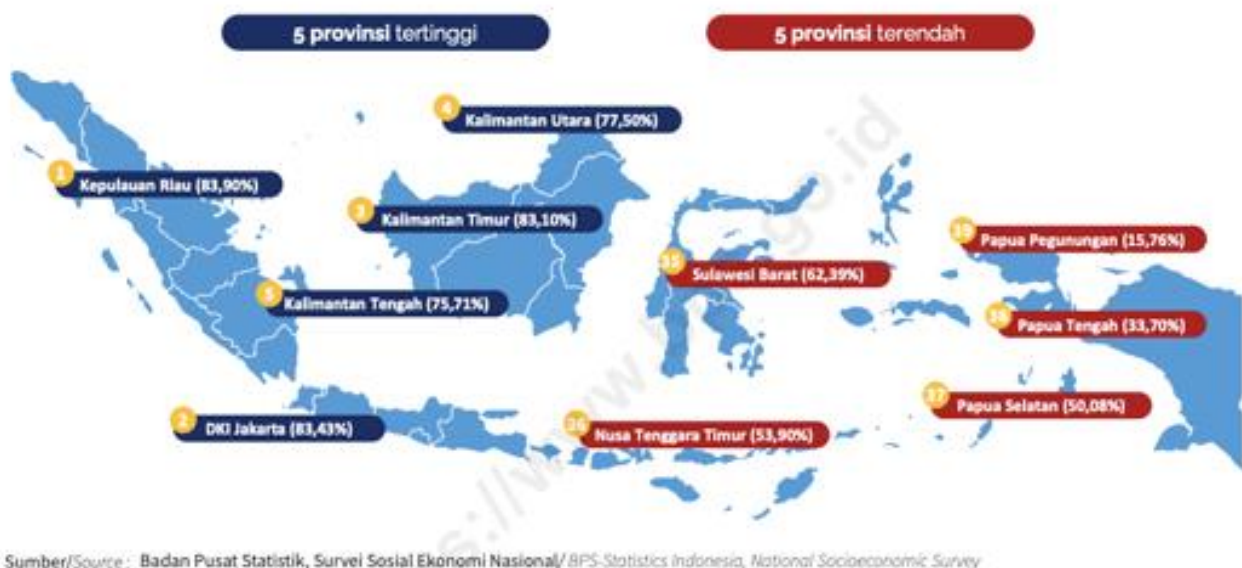 5 provinsi tertinggi
5 provinsi terendah
4 Kalimantan Utara (77,50%)
1 Kepulauan Riau (83,90%)
3 Kalimantan Timur (83,10%)
39 Papua Pegunungan (15,76%)
35 Sulawesi Barat (62,39%)
5 Kalimantan Tengah (75,71%)
38 Papua Tengah (33,70%)
37 Papua Selatan (50,08%)
2 DKI Jakarta (83,43%)
36 Nusa Tenggara Timur (53,90%)
Sumber/Source : Badan Pusat Statistik, Survei Sosial Ekonomi Nasional/ BPS-Statistics Indonesia, National Socioeconomic Survey